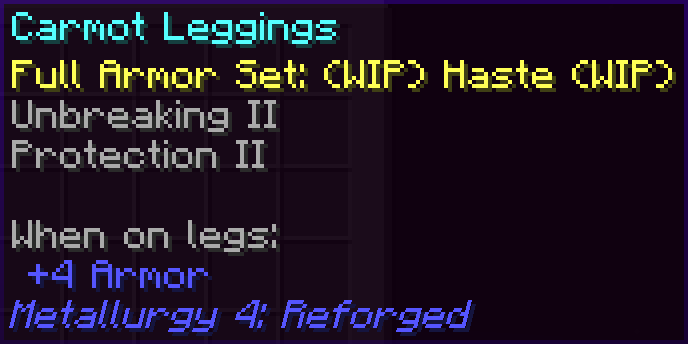 Carmot Leggings
Full Armor Set: (WIP) Haste (WIP)
Unbreaking II
Protection II
When on legs:
+4 Armor
Metallurgy 4: Reforged